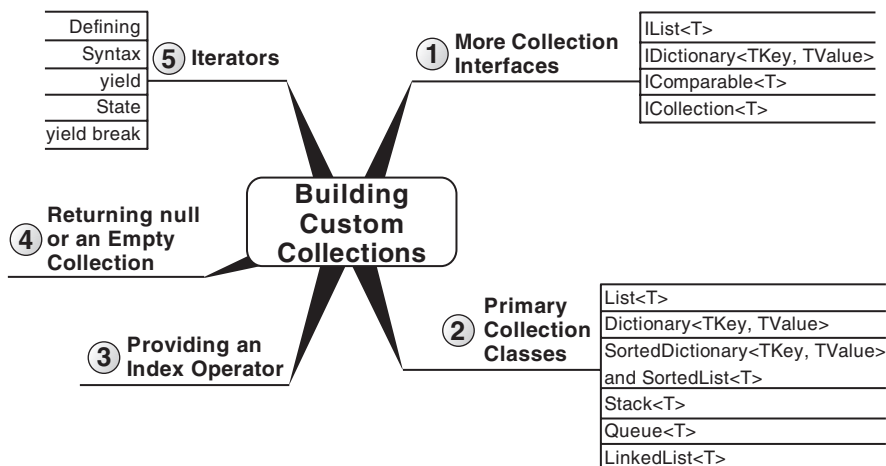 Building
Custom
Collections
1
More Collection
Interfaces
IList<T>
IDictionary<TKey, TValue>
IComparable<T>
ICollection<T>
2
Primary
Collection
Classes
List<T>
Dictionary<TKey, TValue>
SortedDictionary<TKey, TValue>
and SortedList<T>
Stack<T>
Queue<T>
LinkedList<T>
3
Providing an
Index Operator
4
Returning null
or an Empty
Collection
5 Iterators
Defining
Syntax
yield
State
yield break